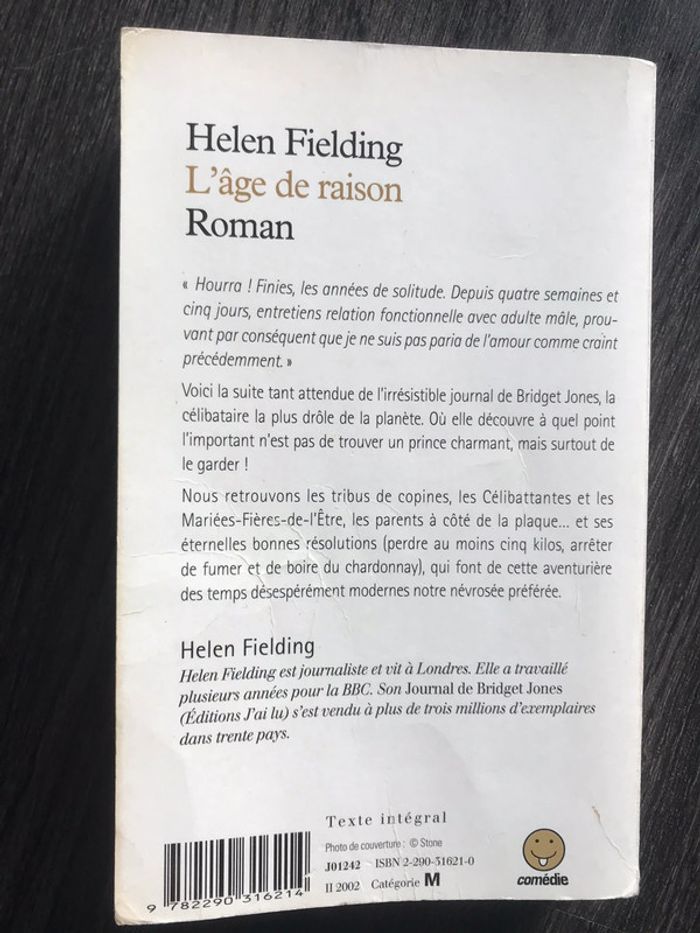 Helen Fielding
L'âge de raison
Roman
« Hourra ! Finies, les années de solitude. Depuis quatre semaines et
cinq jours, entretiens relation fonctionnelle avec adulte mâle, prou-
vant par conséquent que je ne suis pas paria de l'amour comme craint
précédemment. »
Voici la suite tant attendue de l'irrésistible journal de Bridget Jones, la
célibataire la plus drôle de la planète. Où elle découvre à quel point
l'important n'est pas de trouver un prince charmant, mais surtout de
le garder !
Nous retrouvons les tribus de copines, les Célibattantes et les
Mariées-Fières-de-l'Être, les parents à côté de la plaque... et ses
éternelles bonnes résolutions (perdre au moins cinq kilos, arrêter
de fumer et de boire du chardonnay), qui font de cette aventurière
des temps désespérément modernes notre névrosée préférée.
Helen Fielding
Helen Fielding est journaliste et vit à Londres. Elle a travaillé
plusieurs années pour la BBC. Son Journal de Bridget Jones
(Éditions J'ai lu) s'est vendu à plus de trois millions d'exemplaires
dans trente pays.
Texte intégral
Photo de couverture : © Stone
J01242 ISBN 2-290-31621-0
II 2002 Catégorie M
comédie
9 782290 316214